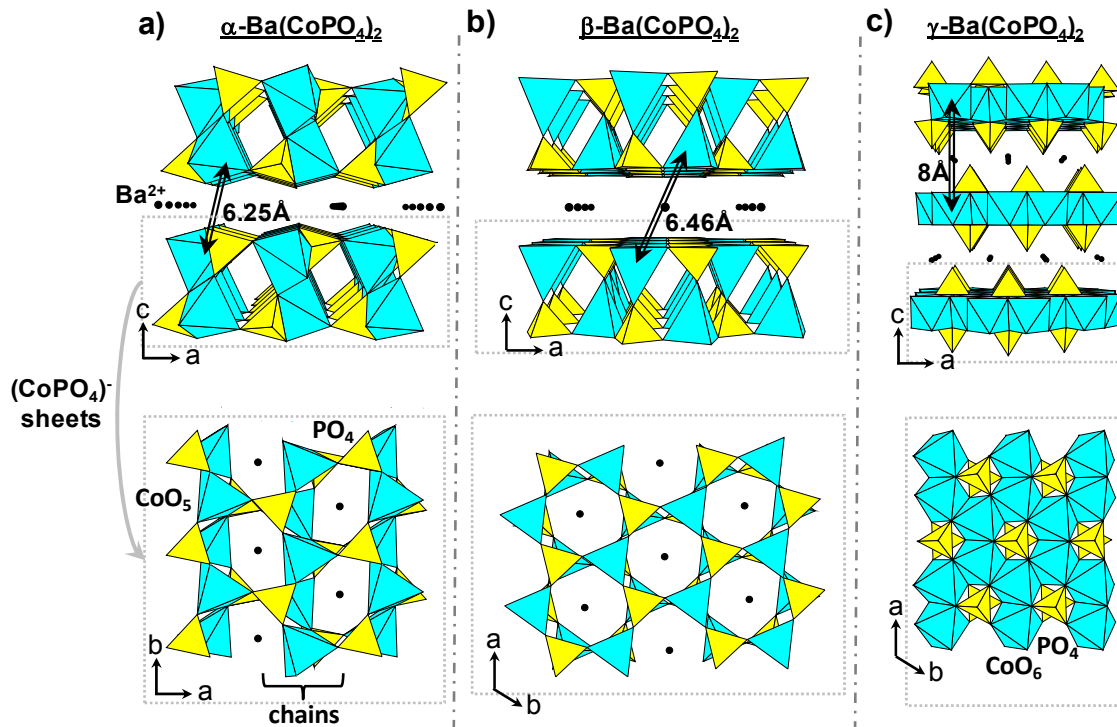 a)
α-Ba(CoPO₄)₂
b)
β-Ba(CoPO₄)₂
c)
γ-Ba(CoPO₄)₂
Ba²⁺
6.25Å
6.46Å
8Å
c
a
c
a
c
a
(CoPO₄)⁻
sheets
PO₄
CoO₅
b
a
chains
a
b
a
b
PO₄
CoO₆